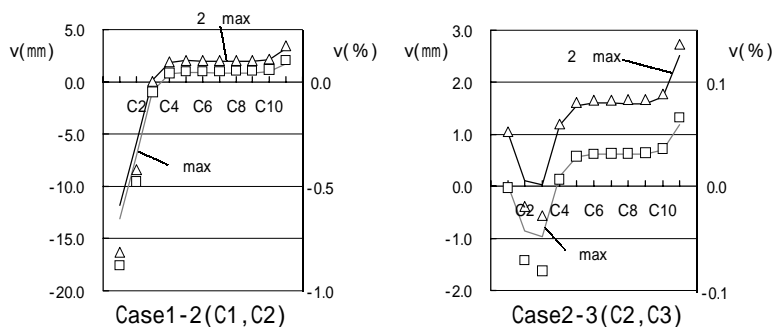 2 max
v(mm)
v(%)
5.0
0.0
-5.0
-10.0
-15.0
-20.0
C2 C4 C6 C8 C10
max
0.0
-0.5
-1.0
Case1-2(C1,C2)
v(mm)
v(%)
2 max
3.0
2.0
1.0
0.0
-1.0
-2.0
C2 C4 C6 C8 C10
max
0.1
0.0
-0.1
Case2-3(C2,C3)